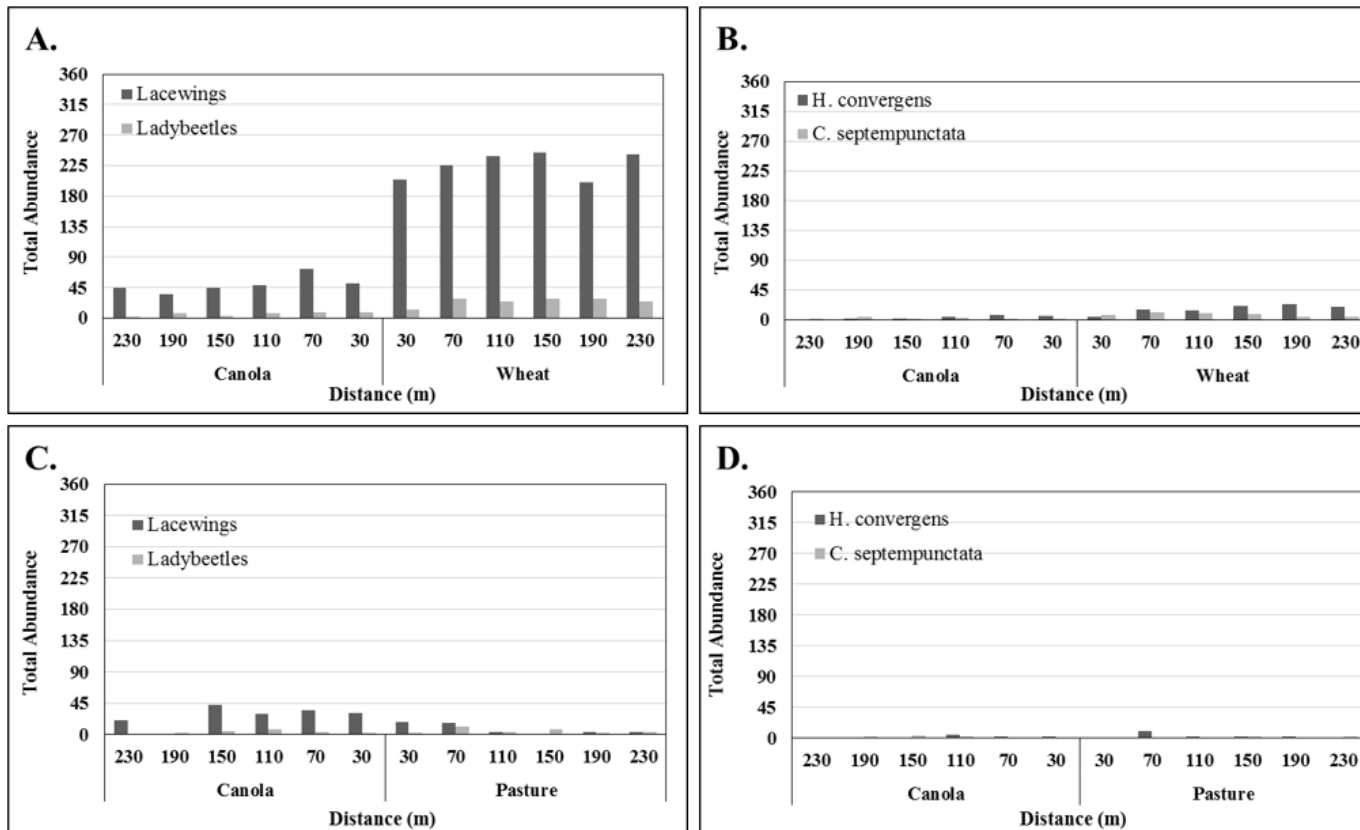 A.
360
315
270
225
180
135
90
45
0
Total Abundance
Lacewings
Ladybeetles
230 190 150 110 70 30 30 70 110 150 190 230
Canola Wheat
Distance (m)
B.
360
315
270
225
180
135
90
45
0
Total Abundance
H. convergens
C. septempunctata
230 190 150 110 70 30 30 70 110 150 190 230
Canola Wheat
Distance (m)
C.
360
315
270
225
180
135
90
45
0
Total Abundance
Lacewings
Ladybeetles
230 190 150 110 70 30 30 70 110 150 190 230
Canola Pasture
Distance (m)
D.
360
315
270
225
180
135
90
45
0
Total Abundance
H. convergens
C. septempunctata
230 190 150 110 70 30 30 70 110 150 190 230
Canola Pasture
Distance (m)